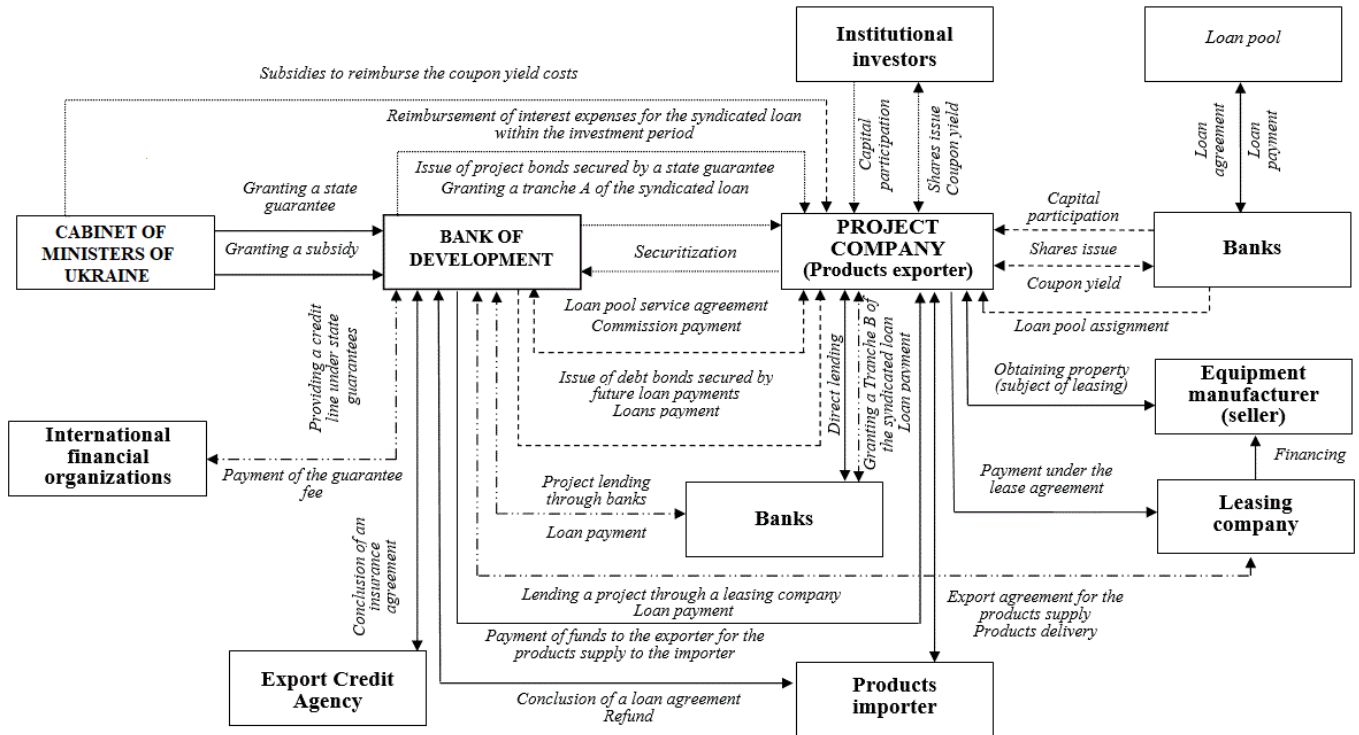 Institutional
investors
Loan pool
Subsidies to reimburse the coupon yield costs
Reimbursement of interest expenses for the syndicated loan
within the investment period
Capital
participation
Shares issue
Coupon yield
Loan
agreement
Loan
payment
Issue of project bonds secured by a state guarantee
Granting a tranche A of the syndicated loan
Granting a state
guarantee
Granting a subsidy
CABINET OF
MINISTERS OF
UKRAINE
BANK OF
DEVELOPMENT
Securitization
PROJECT
COMPANY
(Products exporter)
Capital
participation
Shares issue
Coupon yield
Banks
Loan pool assignment
Loan pool service agreement
Commission payment
Issue of debt bonds secured by
future loan payments
Loans payment
Providing a credit
line under state
guarantees
Direct lending
Granting a Tranche B of
the syndicated loan
Loan payment
Obtaining property
(subject of leasing)
Equipment
manufacturer
(seller)
International
financial
organizations
Payment of the guarantee
fee
Project lending
through banks
Loan payment
Banks
Financing
Payment under the
lease agreement
Leasing
company
Conclusion of an
insurance
agreement
Lending a project through a leasing company
Loan payment
Export agreement for the
products supply
Products delivery
Payment of funds to the exporter for the
products supply to the importer
Export Credit
Agency
Conclusion of a loan agreement
Refund
Products
importer